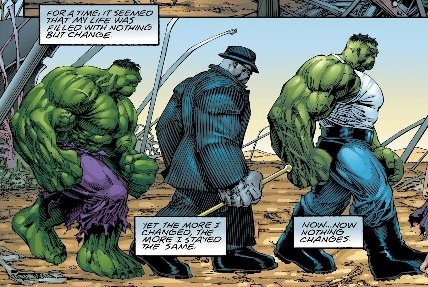 FOR A TIME, IT SEEMED
THAT MY LIFE WAS
FILLED WITH NOTHING
BUT CHANGE.
YET THE MORE I
CHANGED, THE
MORE I STAYED
THE SAME.
NOW...NOW
NOTHING
CHANGES.